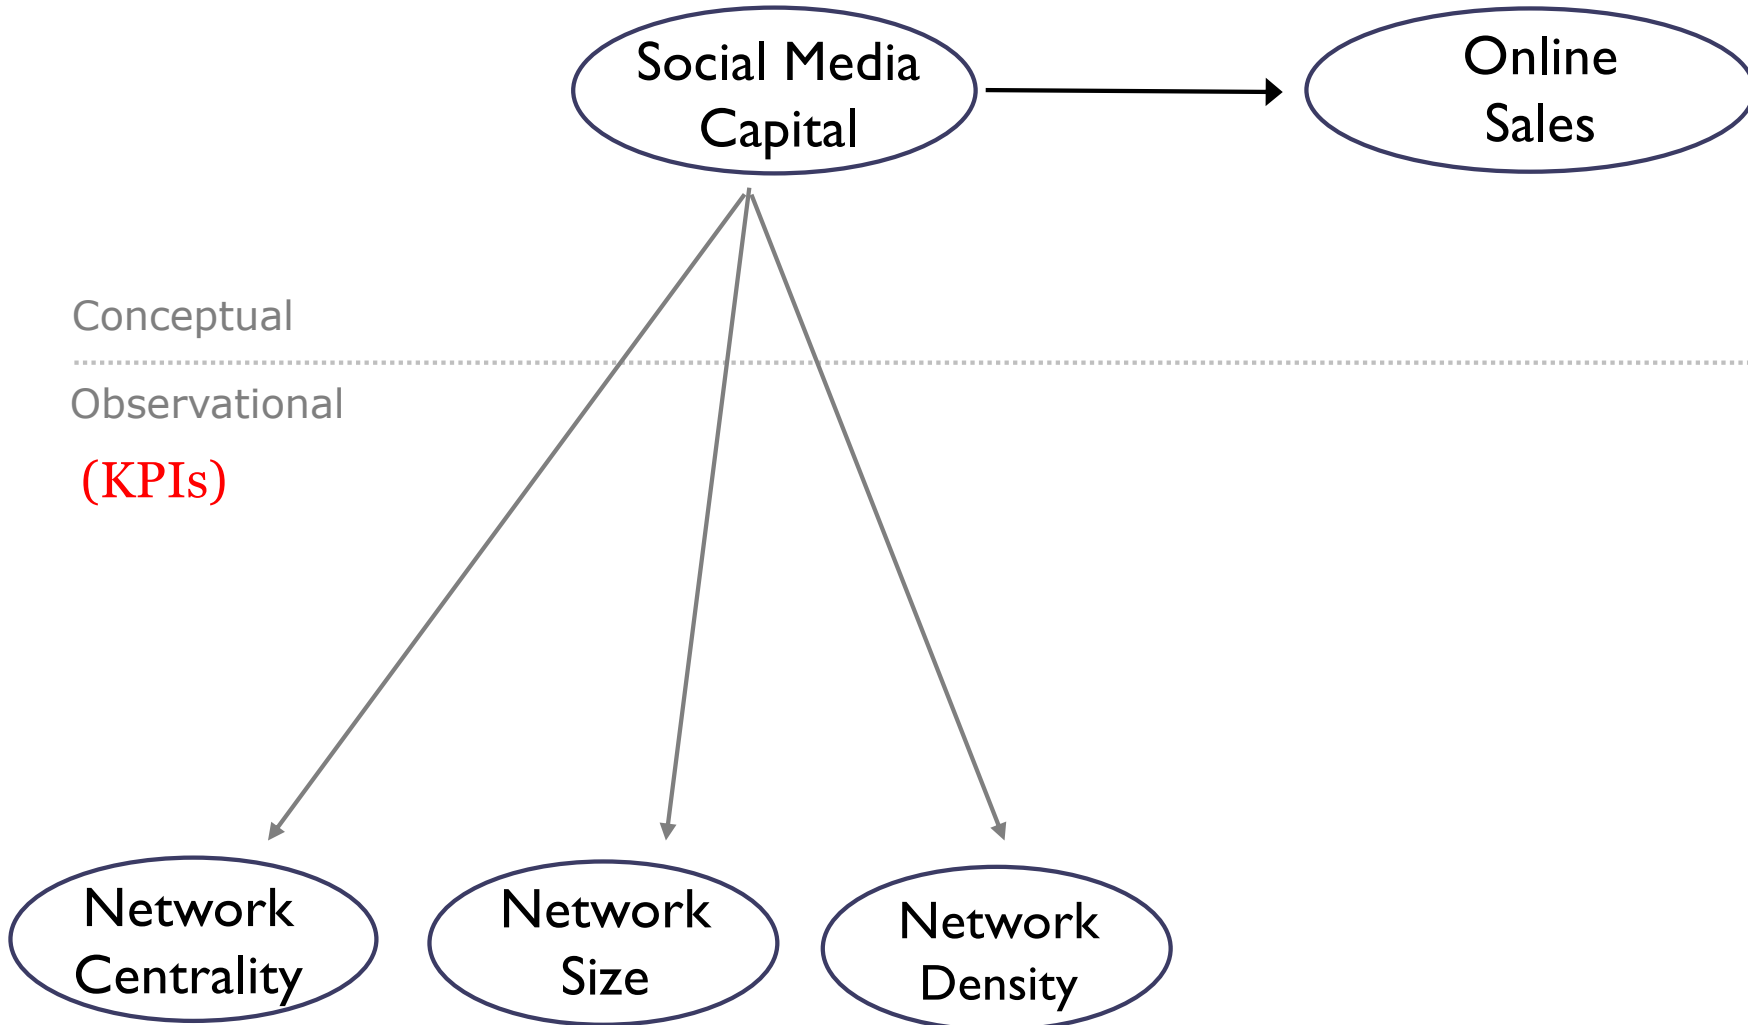 Social Media
Capital
Online
Sales
Conceptual
Observational
(KPIs)
Network
Centrality
Network
Size
Network
Density